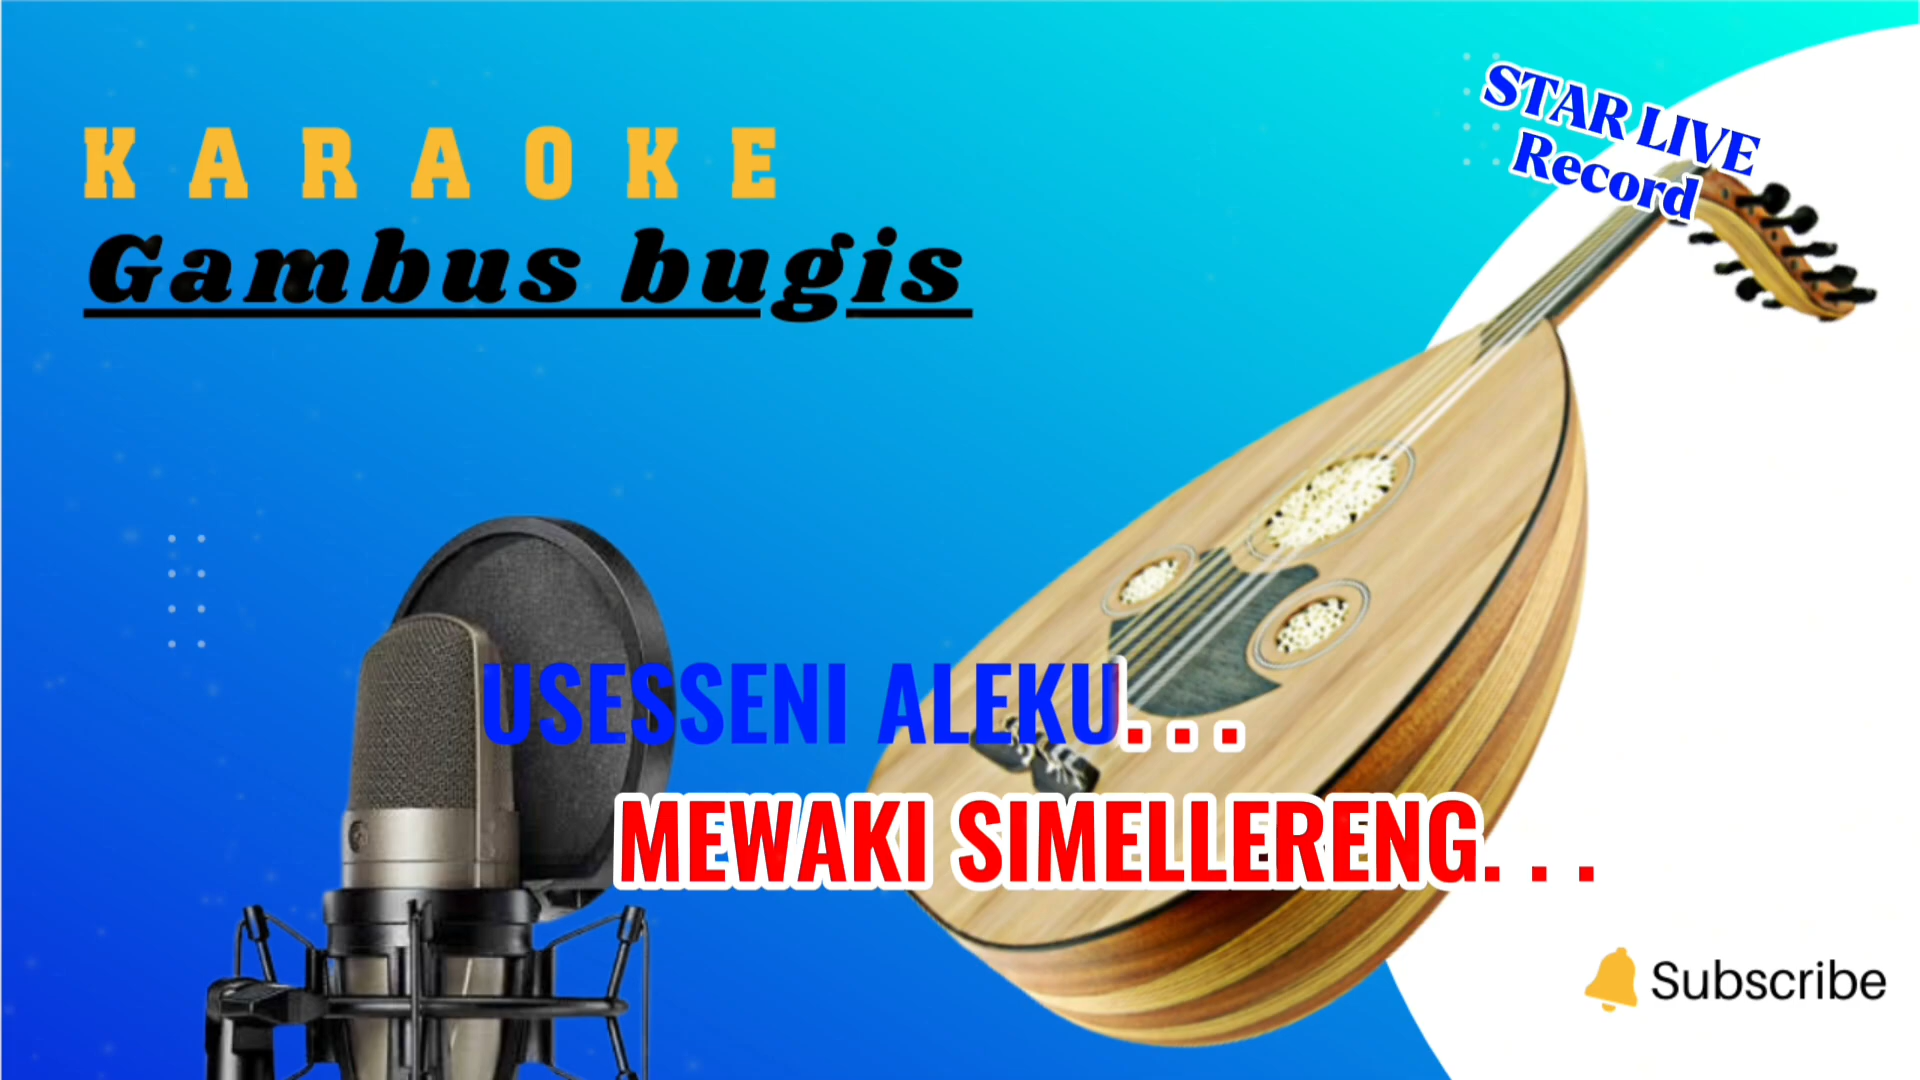 KARAOKE
Gambus bugis
STAR LIVE
Record
USESSENI ALEKU. . .
MEWAKI SIMELLERENG. . .
Subscribe